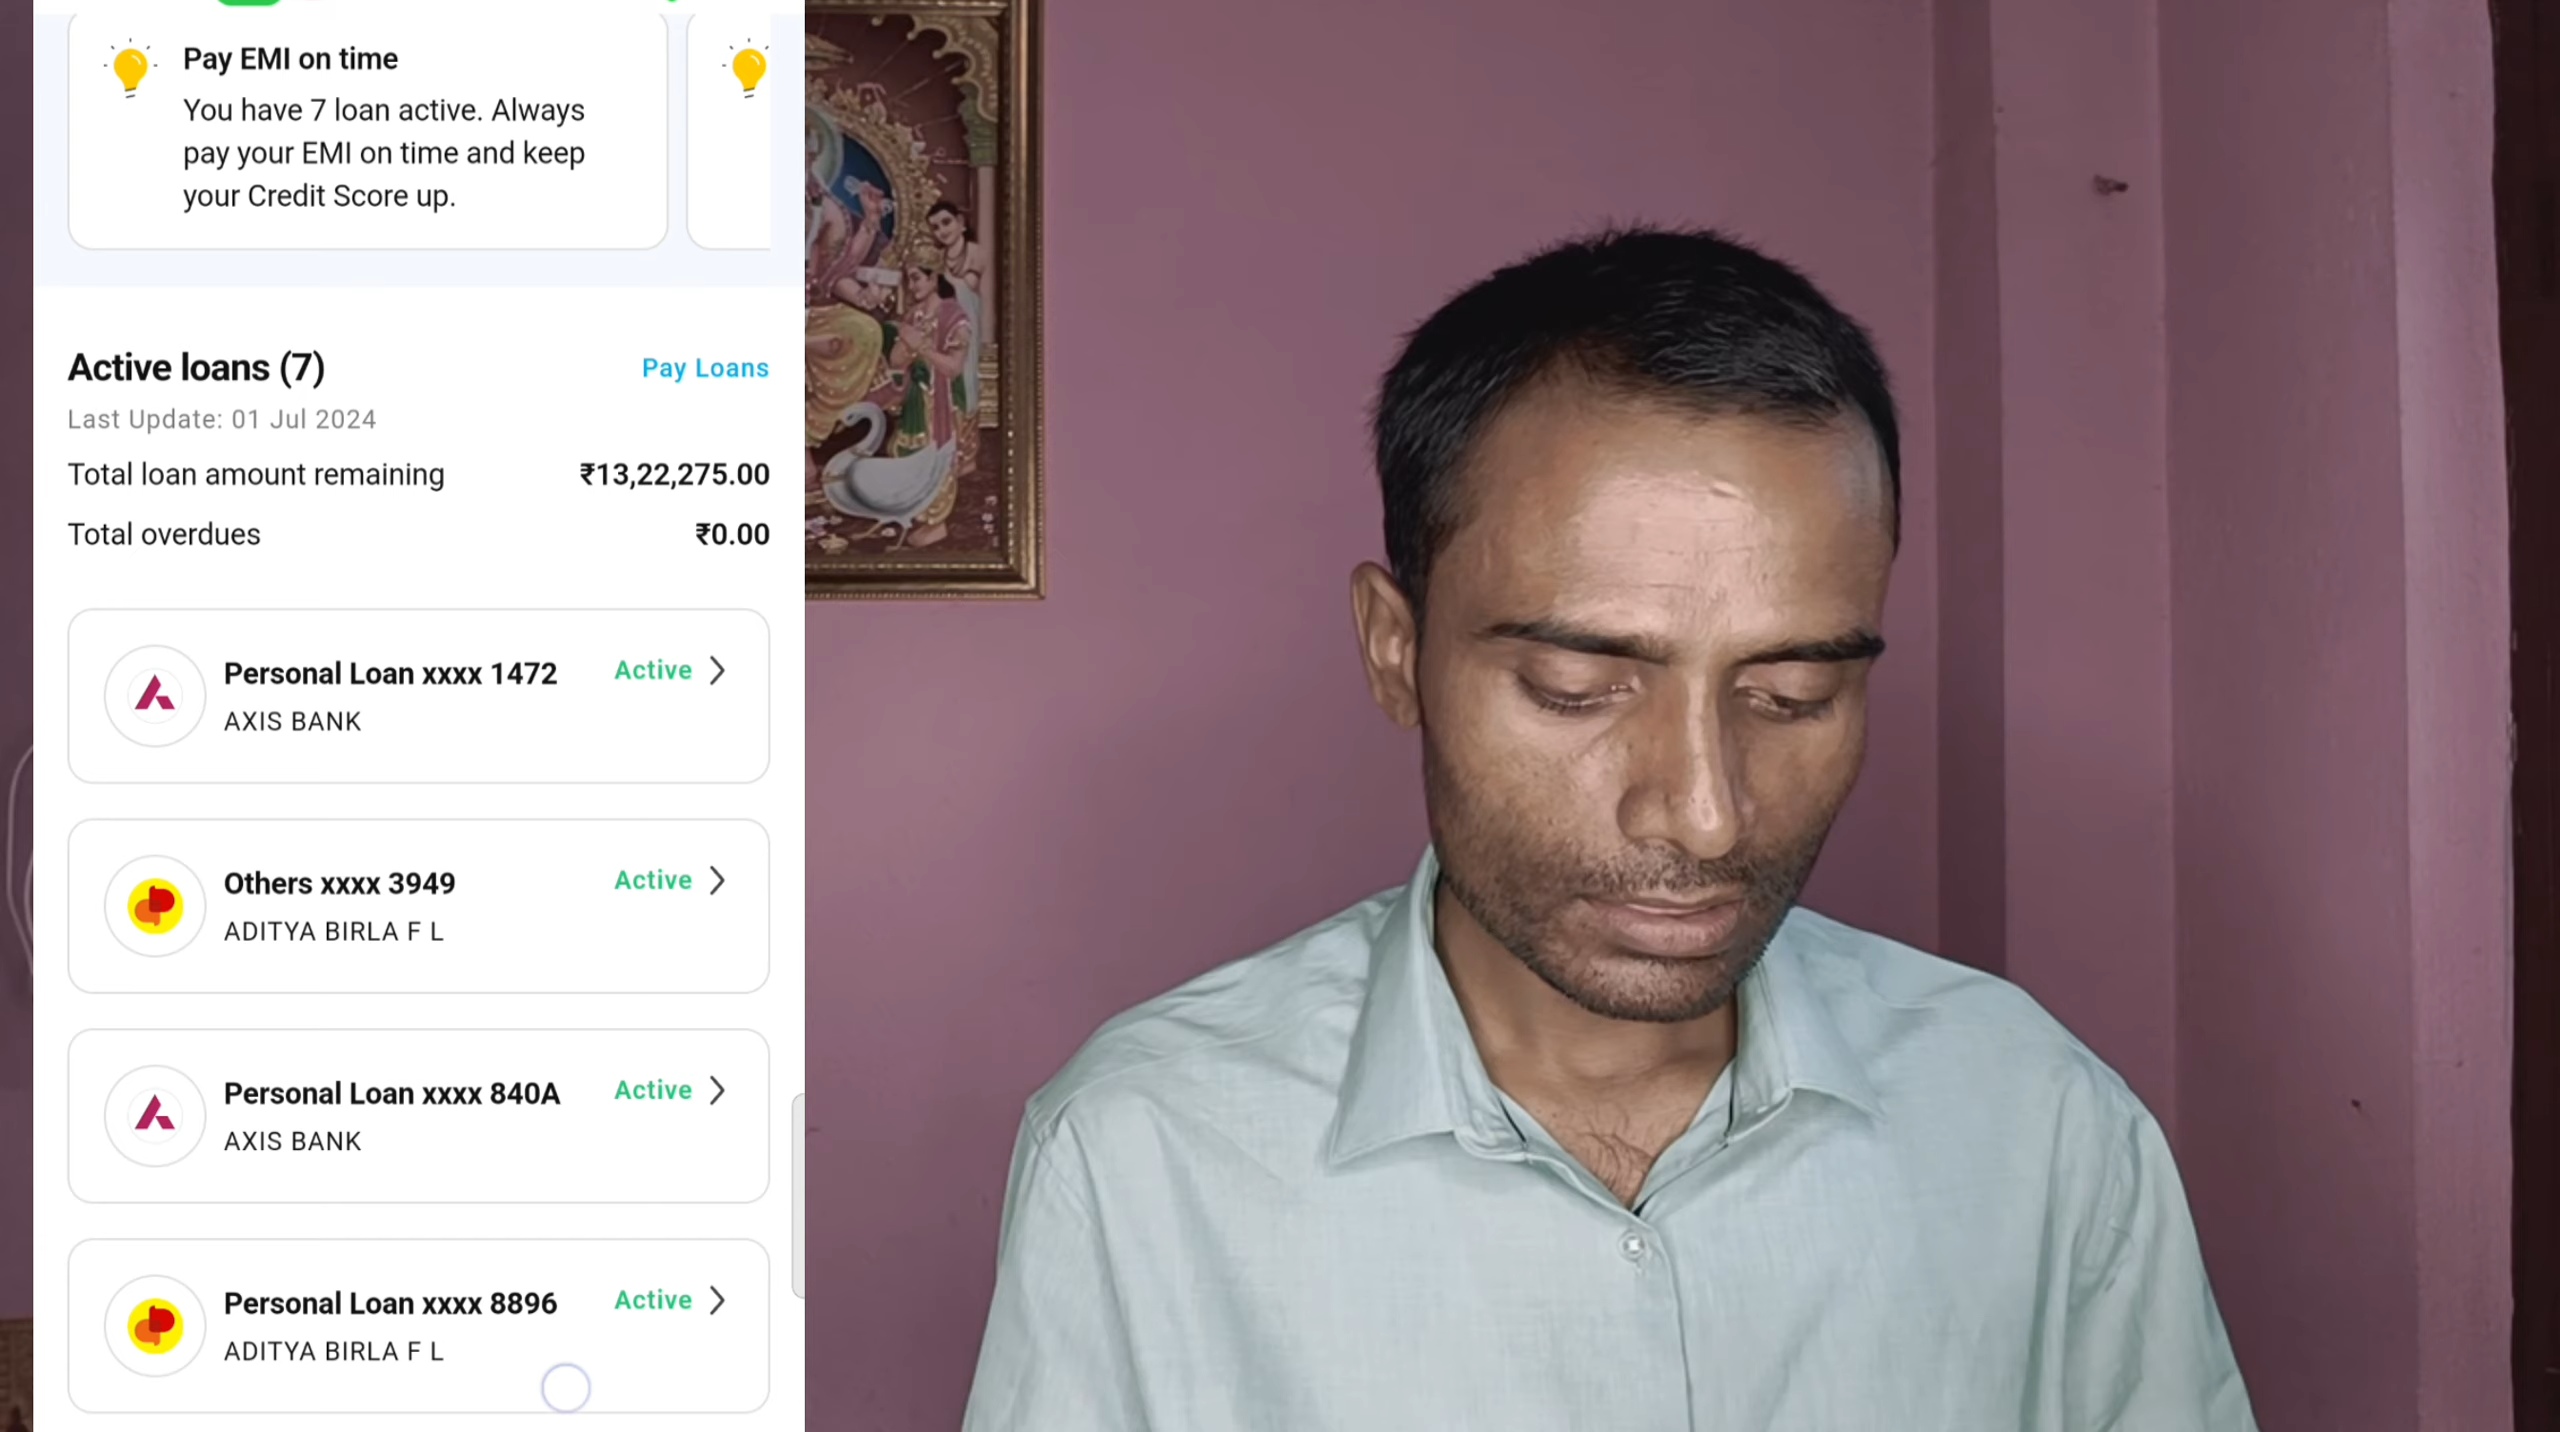 Pay EMI on time
You have 7 loan active. Always
pay your EMI on time and keep
your Credit Score up.
Active loans (7)
Pay Loans
Last Update: 01 Jul 2024
Total loan amount remaining
₹13,22,275.00
Total overdues
₹0.00
Personal Loan xxxx 1472
Active
AXIS BANK
Others xxxx 3949
Active
ADITYA BIRLA F L
Personal Loan xxxx 840A
Active
AXIS BANK
Personal Loan xxxx 8896
Active
ADITYA BIRLA F L